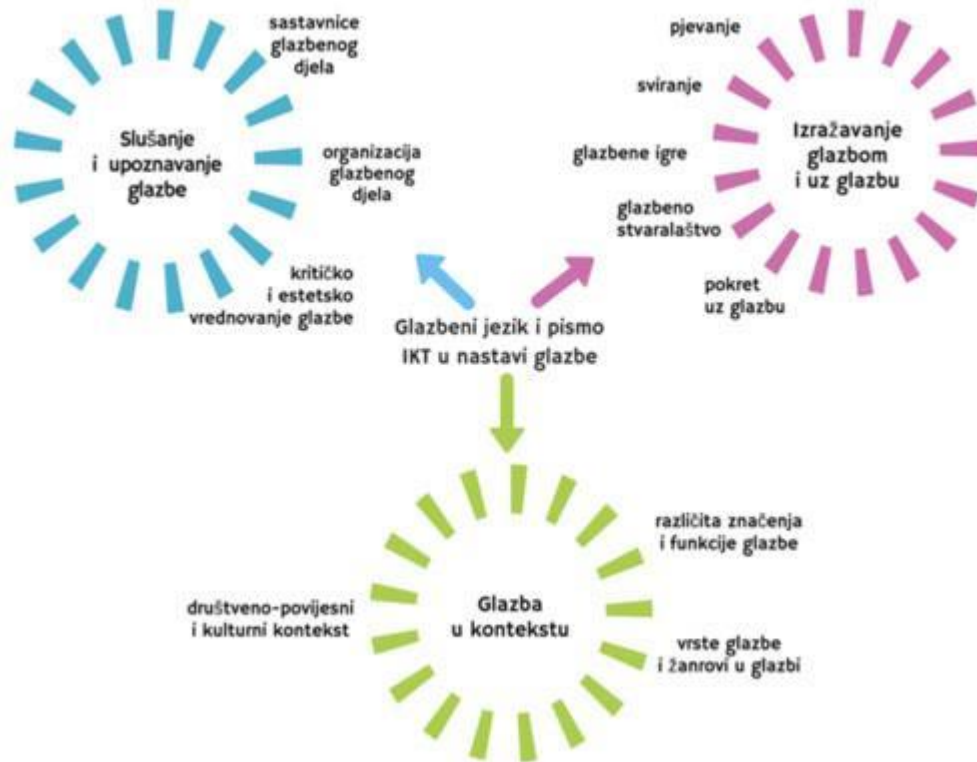 sastavnice
glazbenog
djela
Slušanje
i upoznavanje
glazbe
organizacija
glazbenog
djela
kritičko
i estetsko
vrednovanje glazbe
pjevanje
sviranje
glazbene igre
glazbeno
stvaralaštvo
pokret
uz glazbu
Izražavanje
glazbom
i uz glazbu
Glazbeni jezik i pismo
IKT u nastavi glazbe
različita značenja
i funkcije glazbe
društveno-povijesni
i kulturni kontekst
Glazba
u kontekstu
vrste glazbe
i žanrovi u glazbi